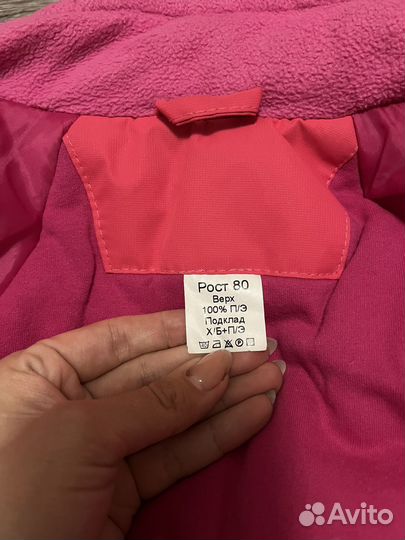 Рост 80
Верх
100% П/Э
Подклад
Х/Б+П/Э
Avito